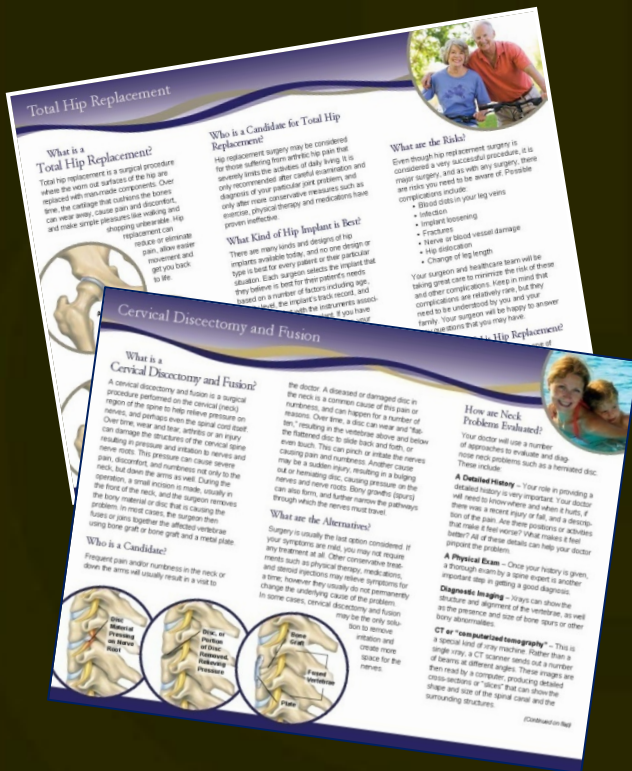 Total Hip Replacement
What is a
Total Hip Replacement?
Total hip replacement is a surgical procedure
where the worn out surfaces of the hip are
replaced with man-made components. Over
time, the cartilage that cushions the bones
can wear away, cause pain and discomfort,
and make simple pleasures like walking and
shopping unbearable. Hip
replacement can
reduce or eliminate
pain, allow easier
movement and
get you back
to life.
Who is a Candidate for Total Hip
Replacement?
Hip replacement surgery may be considered
for those suffering from arthritic hip pain that
severely limits the activities of daily living. It is
only recommended after careful examination and
diagnosis of your particular joint problem, and
only after more conservative measures such as
exercise, physical therapy and medications have
proven ineffective.
What Kind of Hip Implant is Best?
There are many kinds and designs of hip
implants available today, and no one design or
type is best for every patient or their particular
situation. Each surgeon selects the implant that
they believe is best for their patient's needs
based on a number of factors including age,
level, the implant's track record, and
with the instruments associ-
If you have
What are the Risks?
Even though hip replacement surgery is
considered a very successful procedure, it is
major surgery, and as with any surgery, there
are risks you need to be aware of. Possible
complications include:
• Blood clots in your leg veins
• Infection
• Implant loosening
• Fractures
• Nerve or blood vessel damage
• Hip dislocation
• Change of leg length
Your surgeon and healthcare team will be
taking great care to minimize the risk of these
and other complications. Keep in mind that
complications are relatively rare, but they
need to be understood by you and your
family. Your surgeon will be happy to answer
questions that you may have.
Hip Replacement?
Cervical Discectomy and Fusion
What is a
Cervical Discectomy and Fusion?
A cervical discectomy and fusion is a surgical
procedure performed on the cervical (neck)
region of the spine to help relieve pressure on
nerves, and perhaps even the spinal cord itself.
Over time, wear and tear, arthritis or an injury
can damage the structures of the cervical spine
resulting in pressure and irritation to nerves and
nerve roots. This pressure can cause severe
pain, discomfort, and numbness not only to the
neck, but down the arms as well. During the
operation, a small incision is made, usually in
the front of the neck, and the surgeon removes
the bony material or disc that is causing the
problem. In most cases, the surgeon then
fuses or joins together the affected vertebrae
using bone graft or bone graft and a metal plate.
Who is a Candidate?
Frequent pain and/or numbness in the neck or
down the arms will usually result in a visit to
the doctor. A diseased or damaged disc in
the neck is a common cause of this pain or
numbness, and can happen for a number of
reasons. Over time, a disc can wear and "flat-
ten," resulting in the vertebrae above and below
the flattened disc to slide back and forth, or
even touch. This can pinch or irritate the nerves
causing pain and numbness. Another cause
may be a sudden injury, resulting in a bulging
out or herniating disc, causing pressure on the
nerves and nerve roots. Bony growths (spurs)
can also form, and further narrow the pathways
through which the nerves must travel.
What are the Alternatives?
Surgery is usually the last option considered. If
your symptoms are mild, you may not require
any treatment at all. Other conservative treat-
ments such as physical therapy, medications,
and steroid injections may relieve symptoms for
a time, however they usually do not permanently
change the underlying cause of the problem.
In some cases, cervical discectomy and fusion
may be the only solu-
tion to remove
irritation and
create more
space for the
nerves.
How are Neck
Problems Evaluated?
Your doctor will use a number
of approaches to evaluate and diag-
nose neck problems such as a herniated disc.
These include:
A Detailed History – Your role in providing a
detailed history is very important. Your doctor
will need to know where and when it hurts, if
there was a recent injury or fall, and a descrip-
tion of the pain. Are there positions or activities
that make it feel worse? What makes it feel
better? All of these details can help your doctor
pinpoint the problem.
A Physical Exam – Once your history is given,
a thorough exam by a spine expert is another
important step in getting a good diagnosis.
Diagnostic Imaging – X-rays can show the
structure and alignment of the vertebrae, as well
as the presence and size of bone spurs or other
bony abnormalities.
CT or "computerized tomography" – This is
a special kind of x-ray machine. Rather than a
single x-ray, a CT scanner sends out a number
of beams at different angles. These images are
then read by a computer, producing detailed
cross-sections or "slices" that can show the
shape and size of the spinal canal and the
surrounding structures.
(Continued on flap)
Disc
Material
Pressing
on Nerve
Root
Disc, or
Portion
of Disc
Removed,
Relieving
Pressure
Bone
Graft
Fused
Vertebrae
Plate